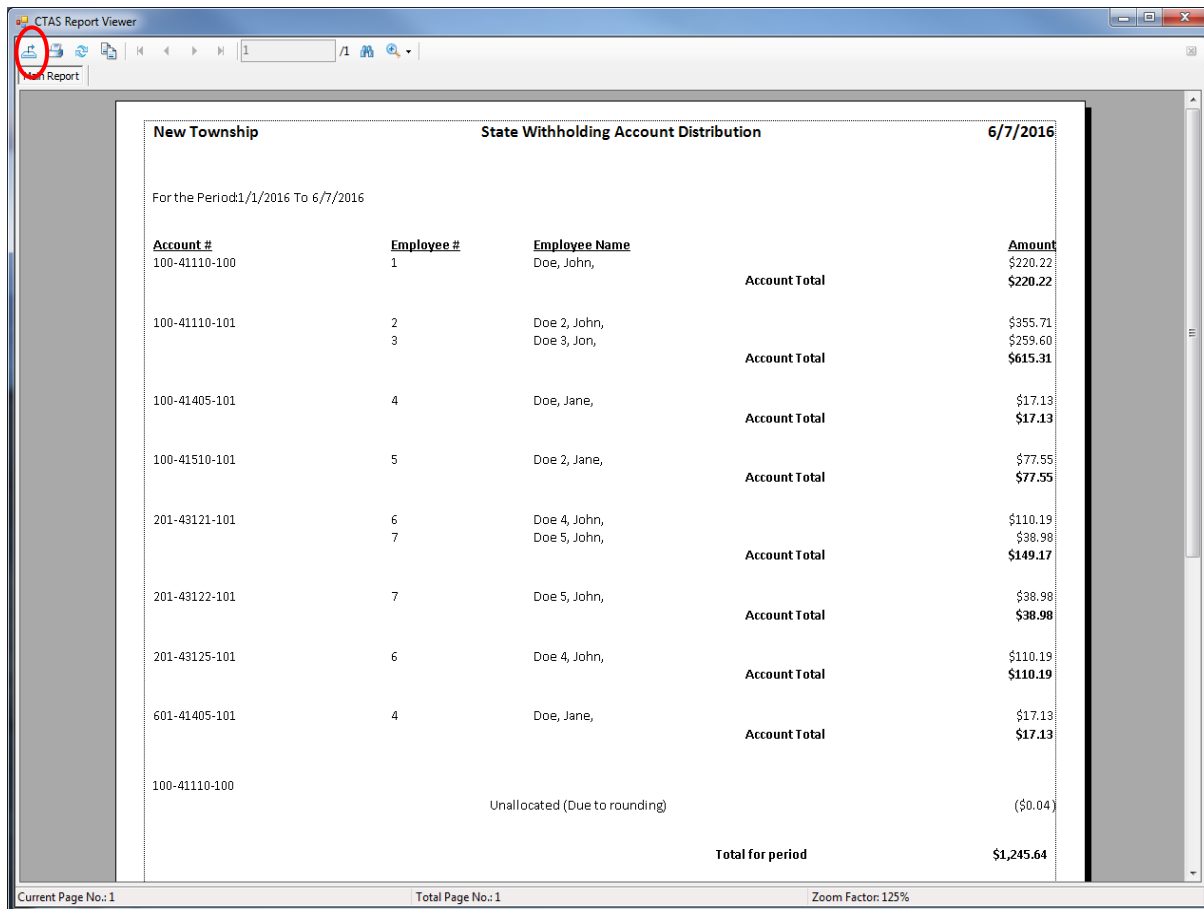 CTAS Report Viewer
1 /1
Main Report
New Township State Withholding Account Distribution 6/7/2016
For the Period:1/1/2016 To 6/7/2016
Account # Employee # Employee Name Amount
100-41110-100 1 Doe, John, $220.22
Account Total $220.22
100-41110-101 2 Doe 2, John, $355.71
3 Doe 3, Jon, $259.60
Account Total $615.31
100-41405-101 4 Doe, Jane, $17.13
Account Total $17.13
100-41510-101 5 Doe 2, Jane, $77.55
Account Total $77.55
201-43121-101 6 Doe 4, John, $110.19
7 Doe 5, John, $38.98
Account Total $149.17
201-43122-101 7 Doe 5, John, $38.98
Account Total $38.98
201-43125-101 6 Doe 4, John, $110.19
Account Total $110.19
601-41405-101 4 Doe, Jane, $17.13
Account Total $17.13
100-41110-100
Unallocated (Due to rounding) ($0.04)
Total for period $1,245.64
Current Page No.: 1 Total Page No.: 1 Zoom Factor: 125%